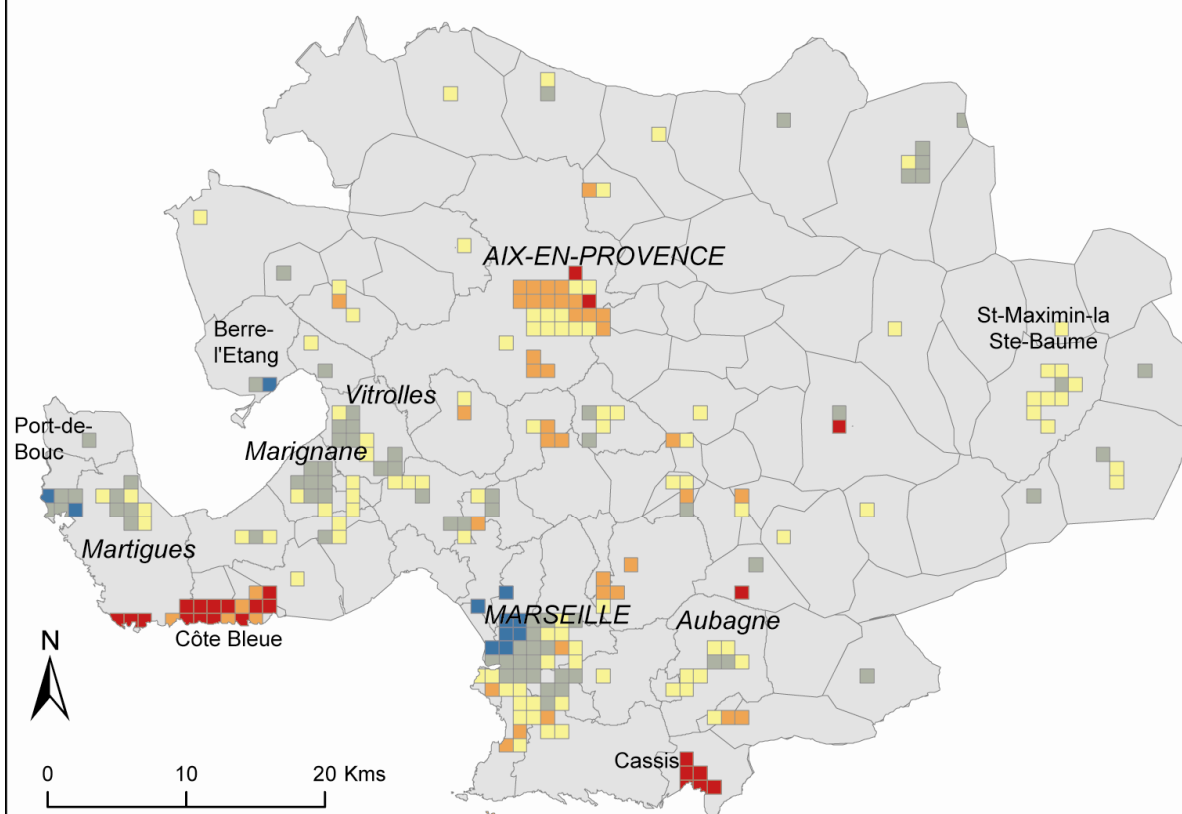 AIX-EN-PROVENCE
St-Maximin-la
Ste-Baume
Berre-
l'Etang
Vitrolles
Port-de-
Bouc
Marignane
Martigues
MARSEILLE
Aubagne
Côte Bleue
N
Cassis
0 10 20 Kms